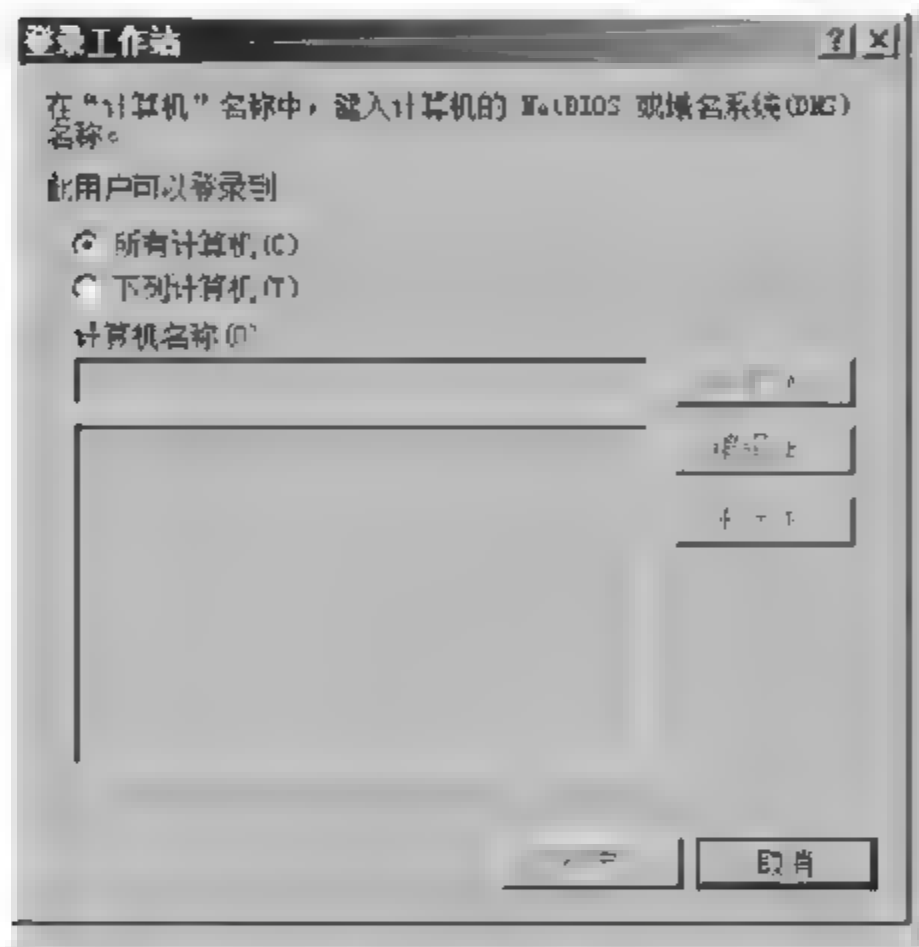 登录工作站
在“计算机”名称中，键入计算机的 NetBIOS 或域名系统(DNS)
名称。
此用户可以登录到
所有计算机(C)
下列计算机(T)
计算机名称(O)
取消